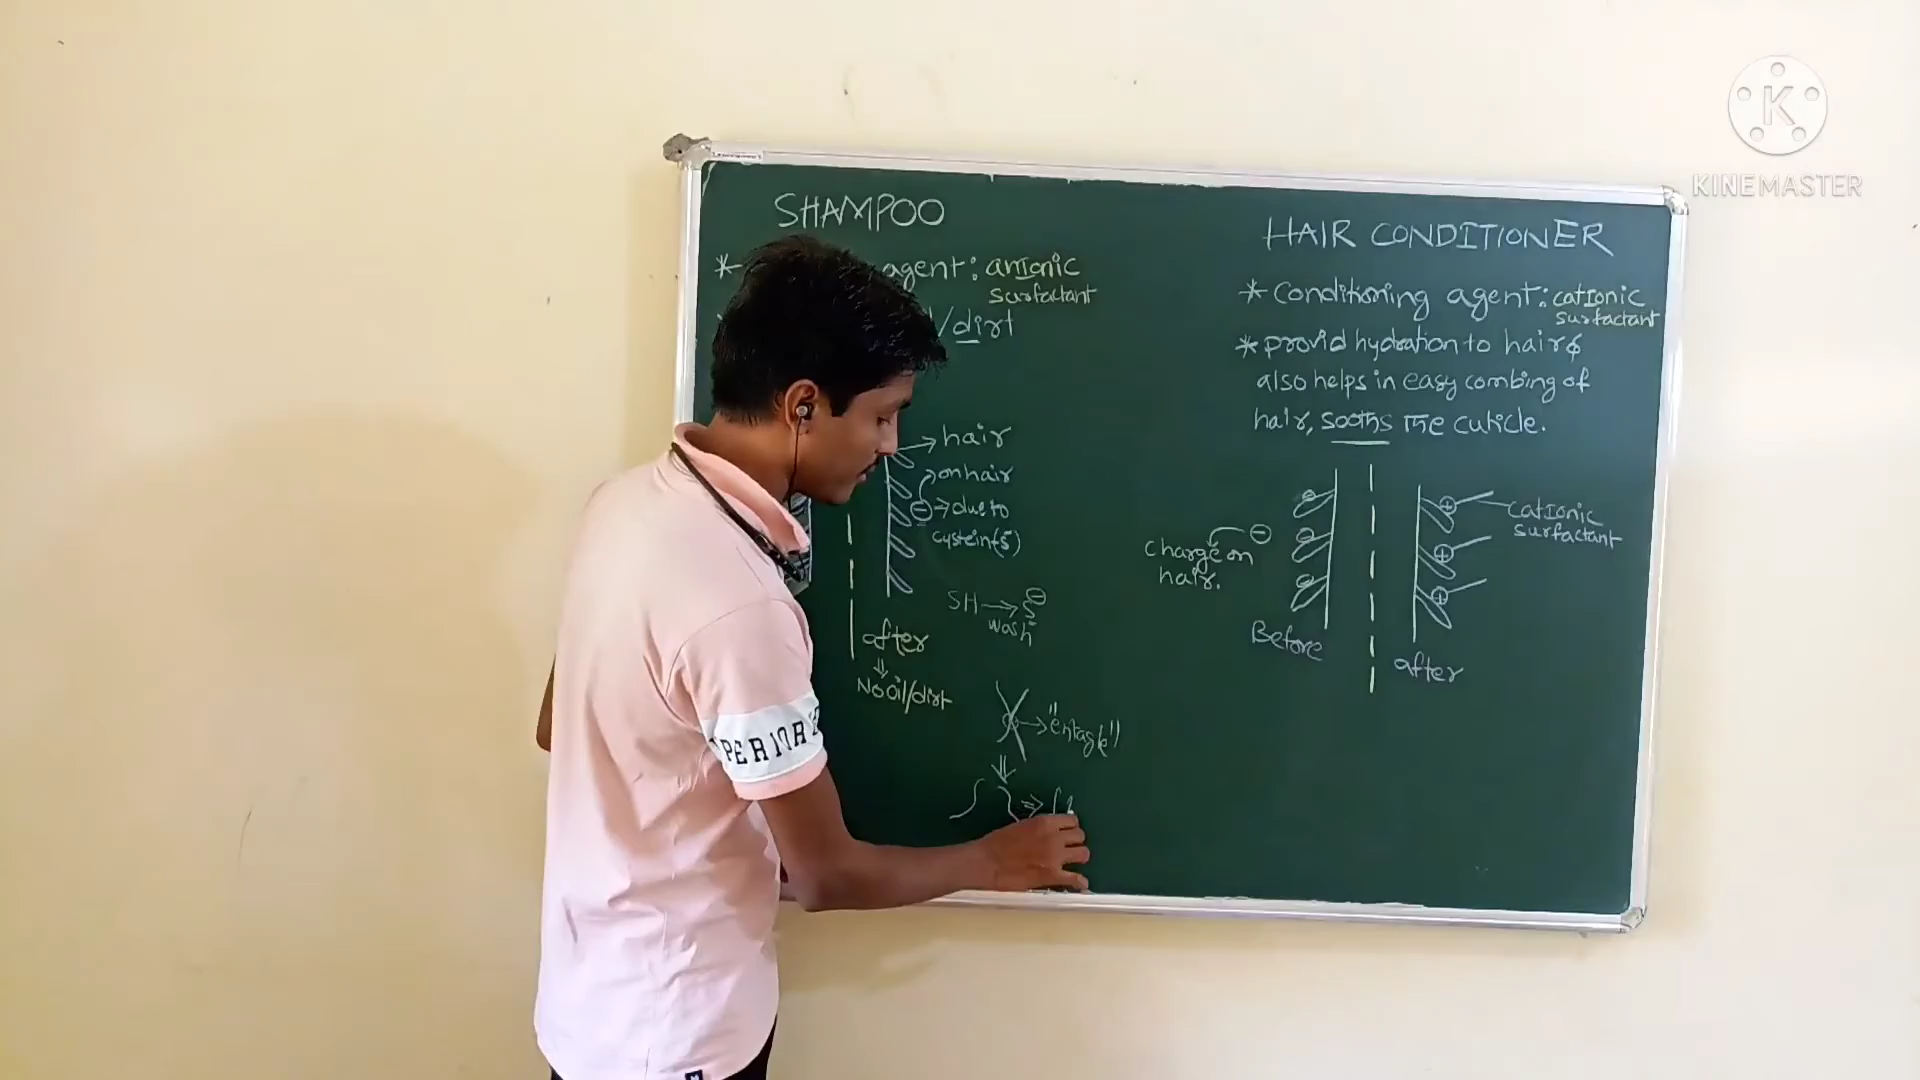 KINEMASTER
SHAMPOO
* agent: anionic
surfactant
/dirt
hair
on hair
due to
cystein(s)
SH → S⊖
wash
after
No oil/dirt
"entagle"
HAIR CONDITIONER
* Conditioning agent: cationic
surfactant
* provid hydration to hair &
also helps in easy combing of
hair, sooths the cuticle.
charge on
hair.
Before
after
cationic
surfactant